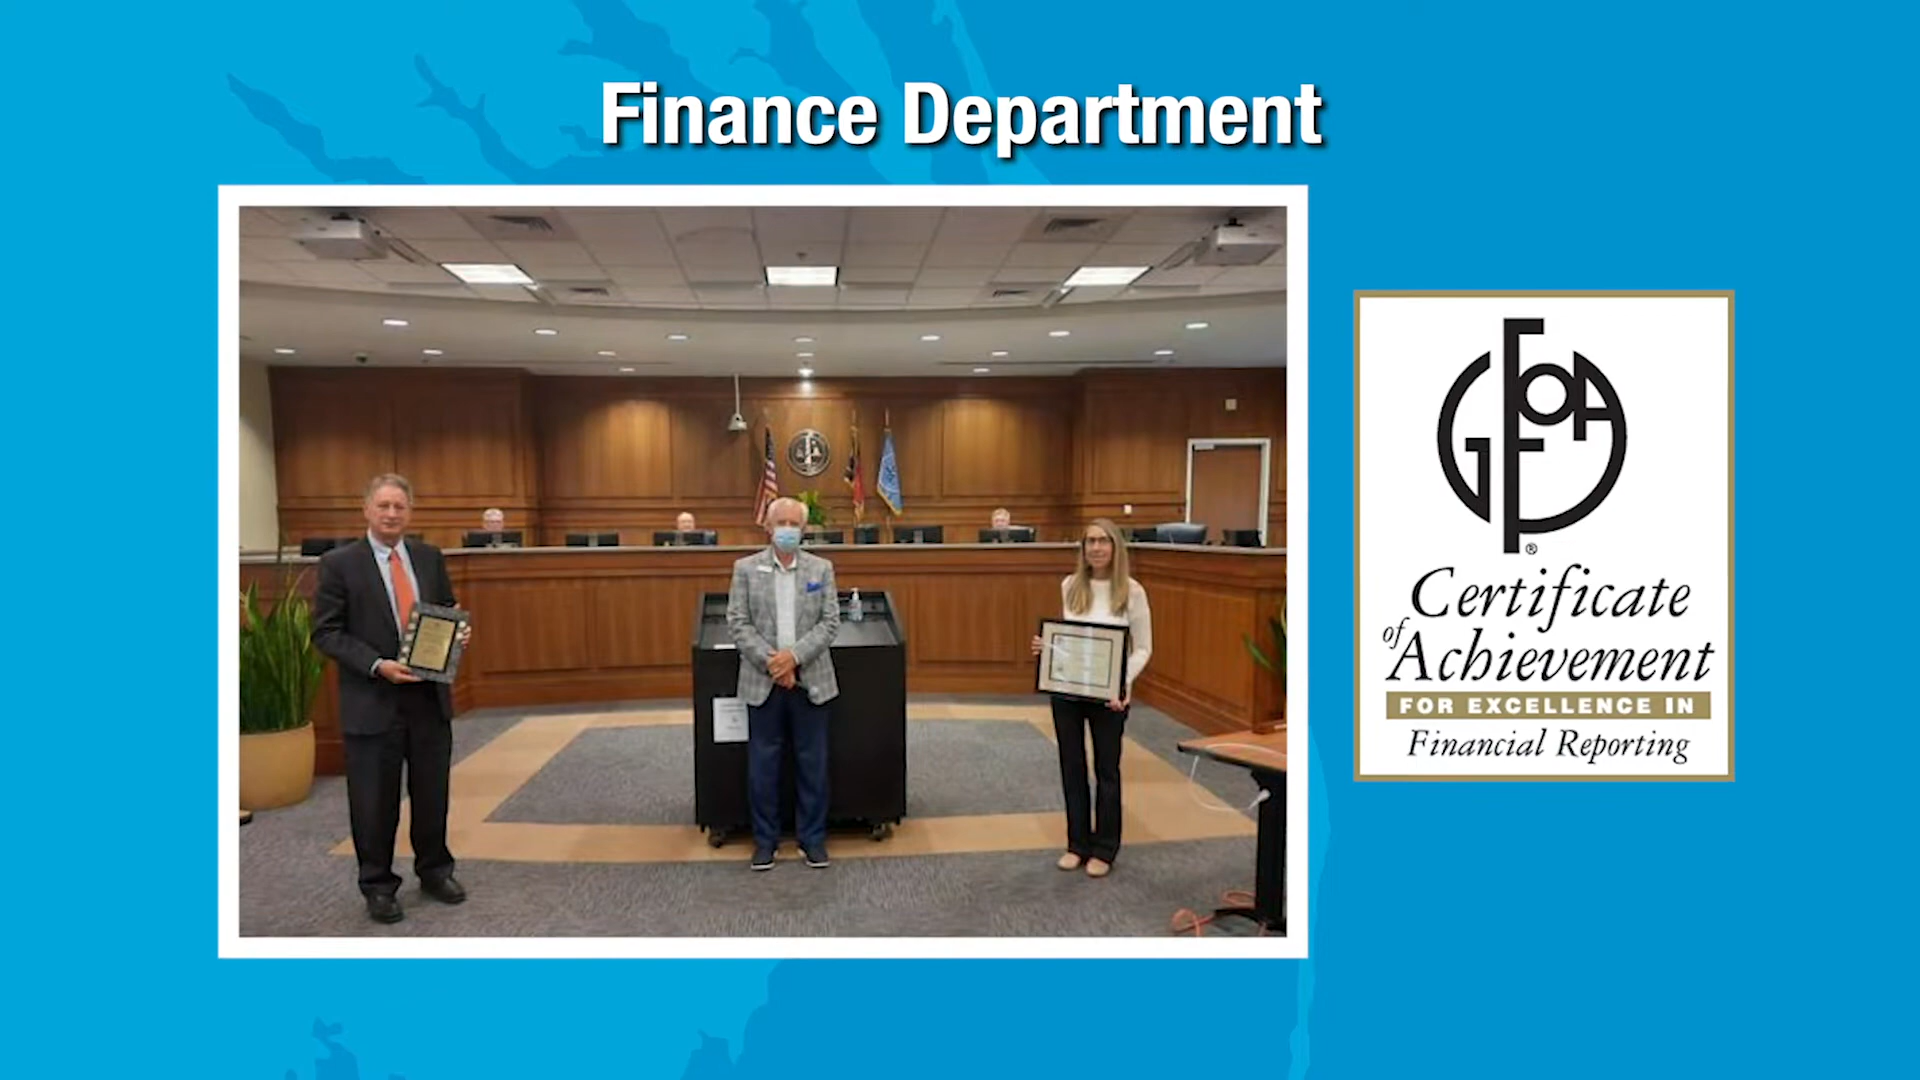 Finance Department
GFOA
®
Certificate
of Achievement
FOR EXCELLENCE IN
Financial Reporting